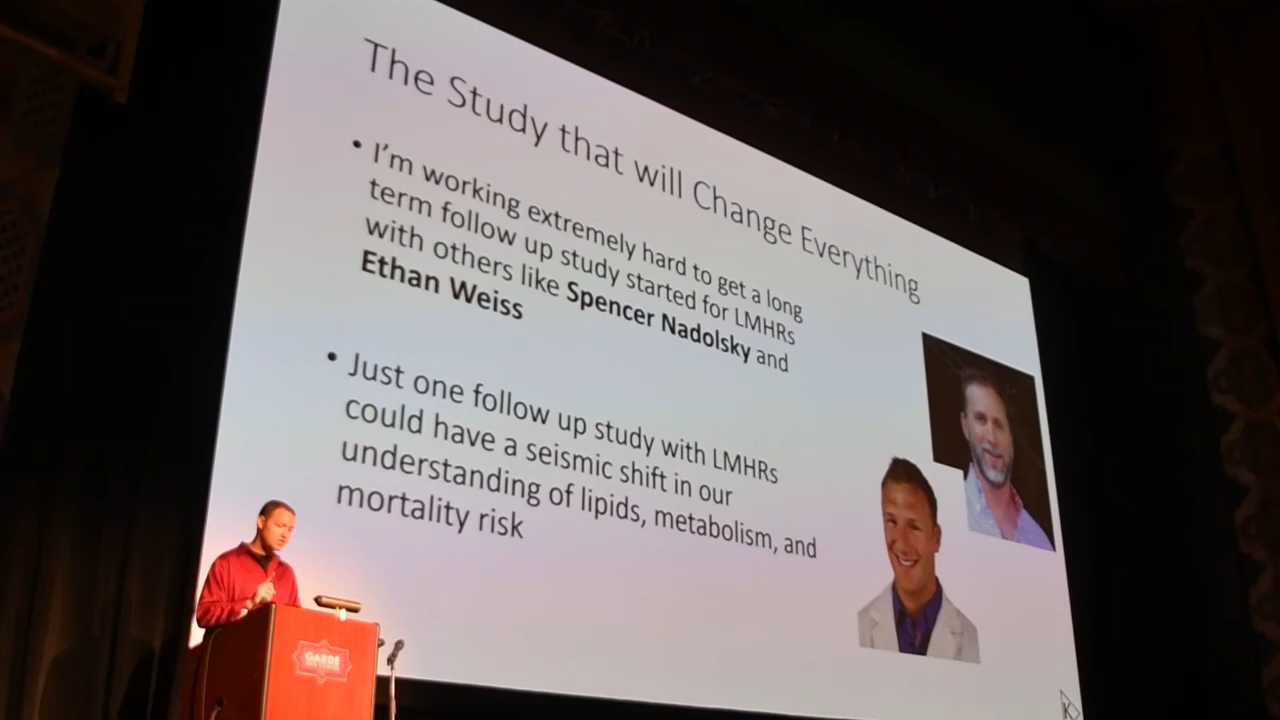 The Study that will Change Everything
• I'm working extremely hard to get a long
term follow up study started for LMHRs
with others like Spencer Nadolsky and
Ethan Weiss
• Just one follow up study with LMHRs
could have a seismic shift in our
understanding of lipids, metabolism, and
mortality risk
GARDE
K